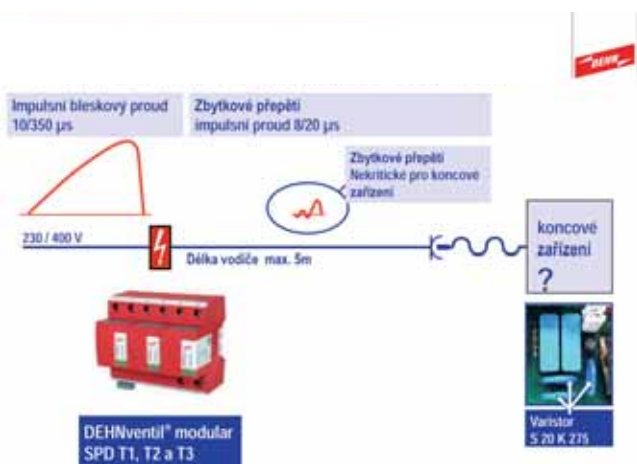 DEHN
Impulsní bleskový proud
10/350 µs
Zbytkové přepětí
impulsní proud 8/20 µs
Zbytkové přepětí
Nekritické pro koncové
zařízení
230 / 400 V
Délka vodiče max. 5m
koncové
zařízení
?
DEHNventil® modular
SPD T1, T2 a T3
Varistor
S 20 K 275